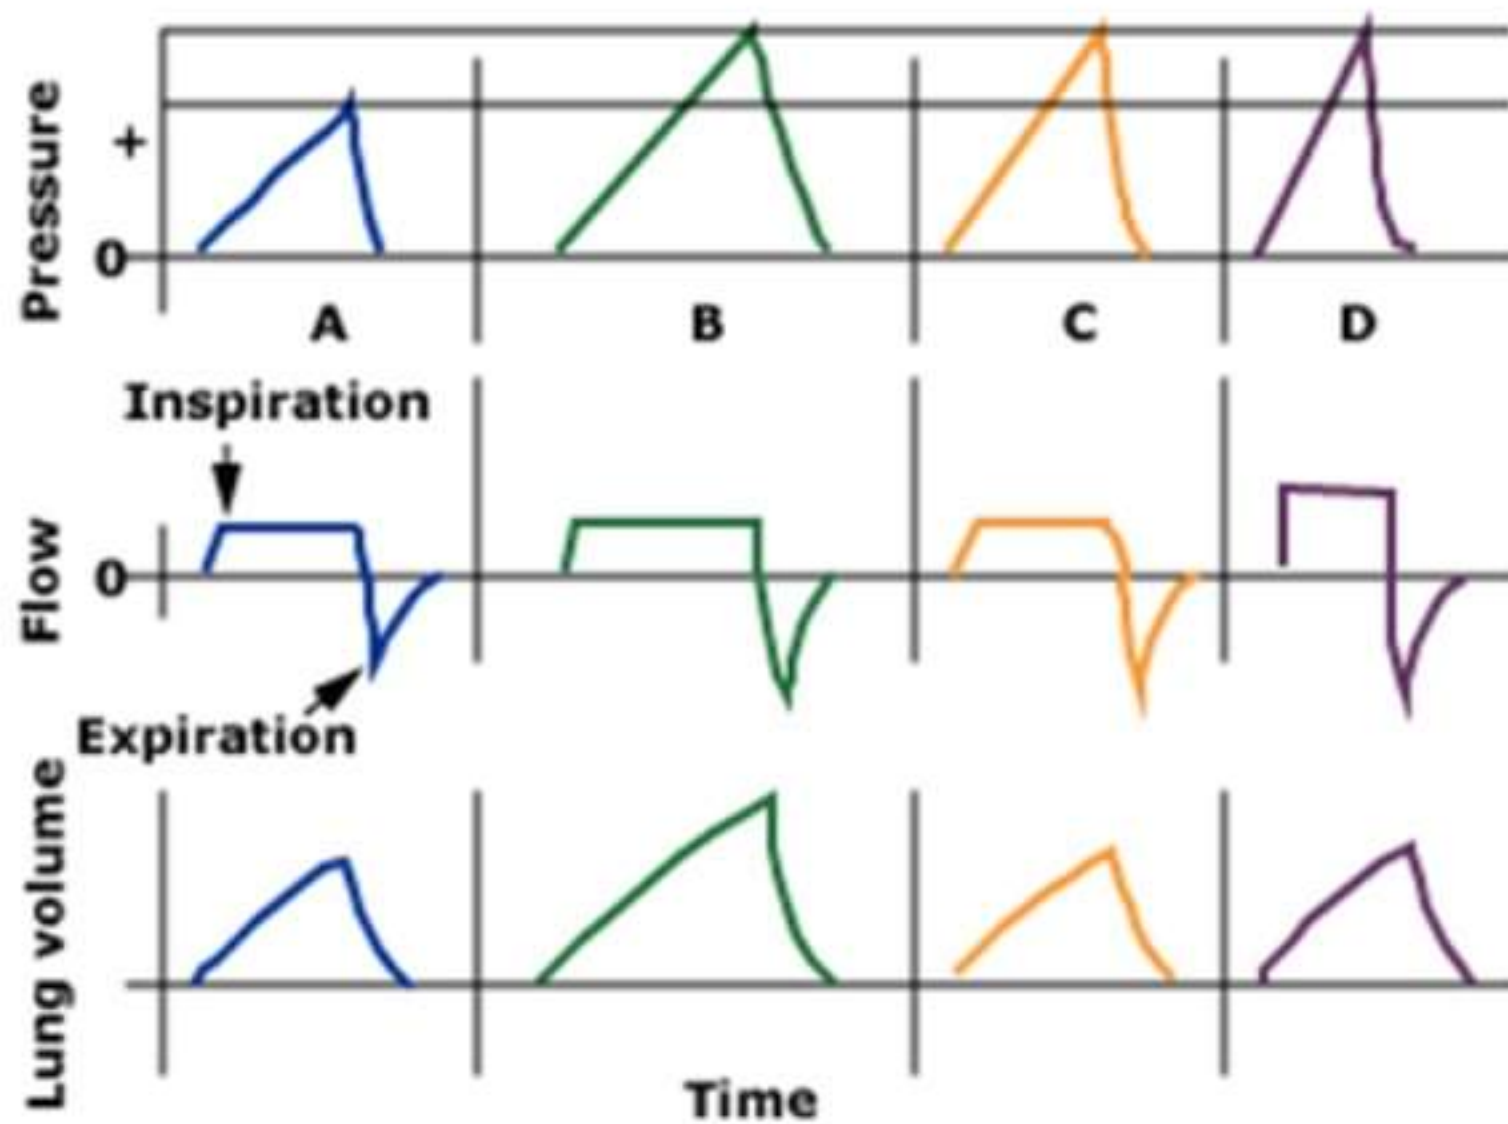 Pressure
+
0
A
B
C
D
Inspiration
Flow
0
Expiration
Lung volume
Time